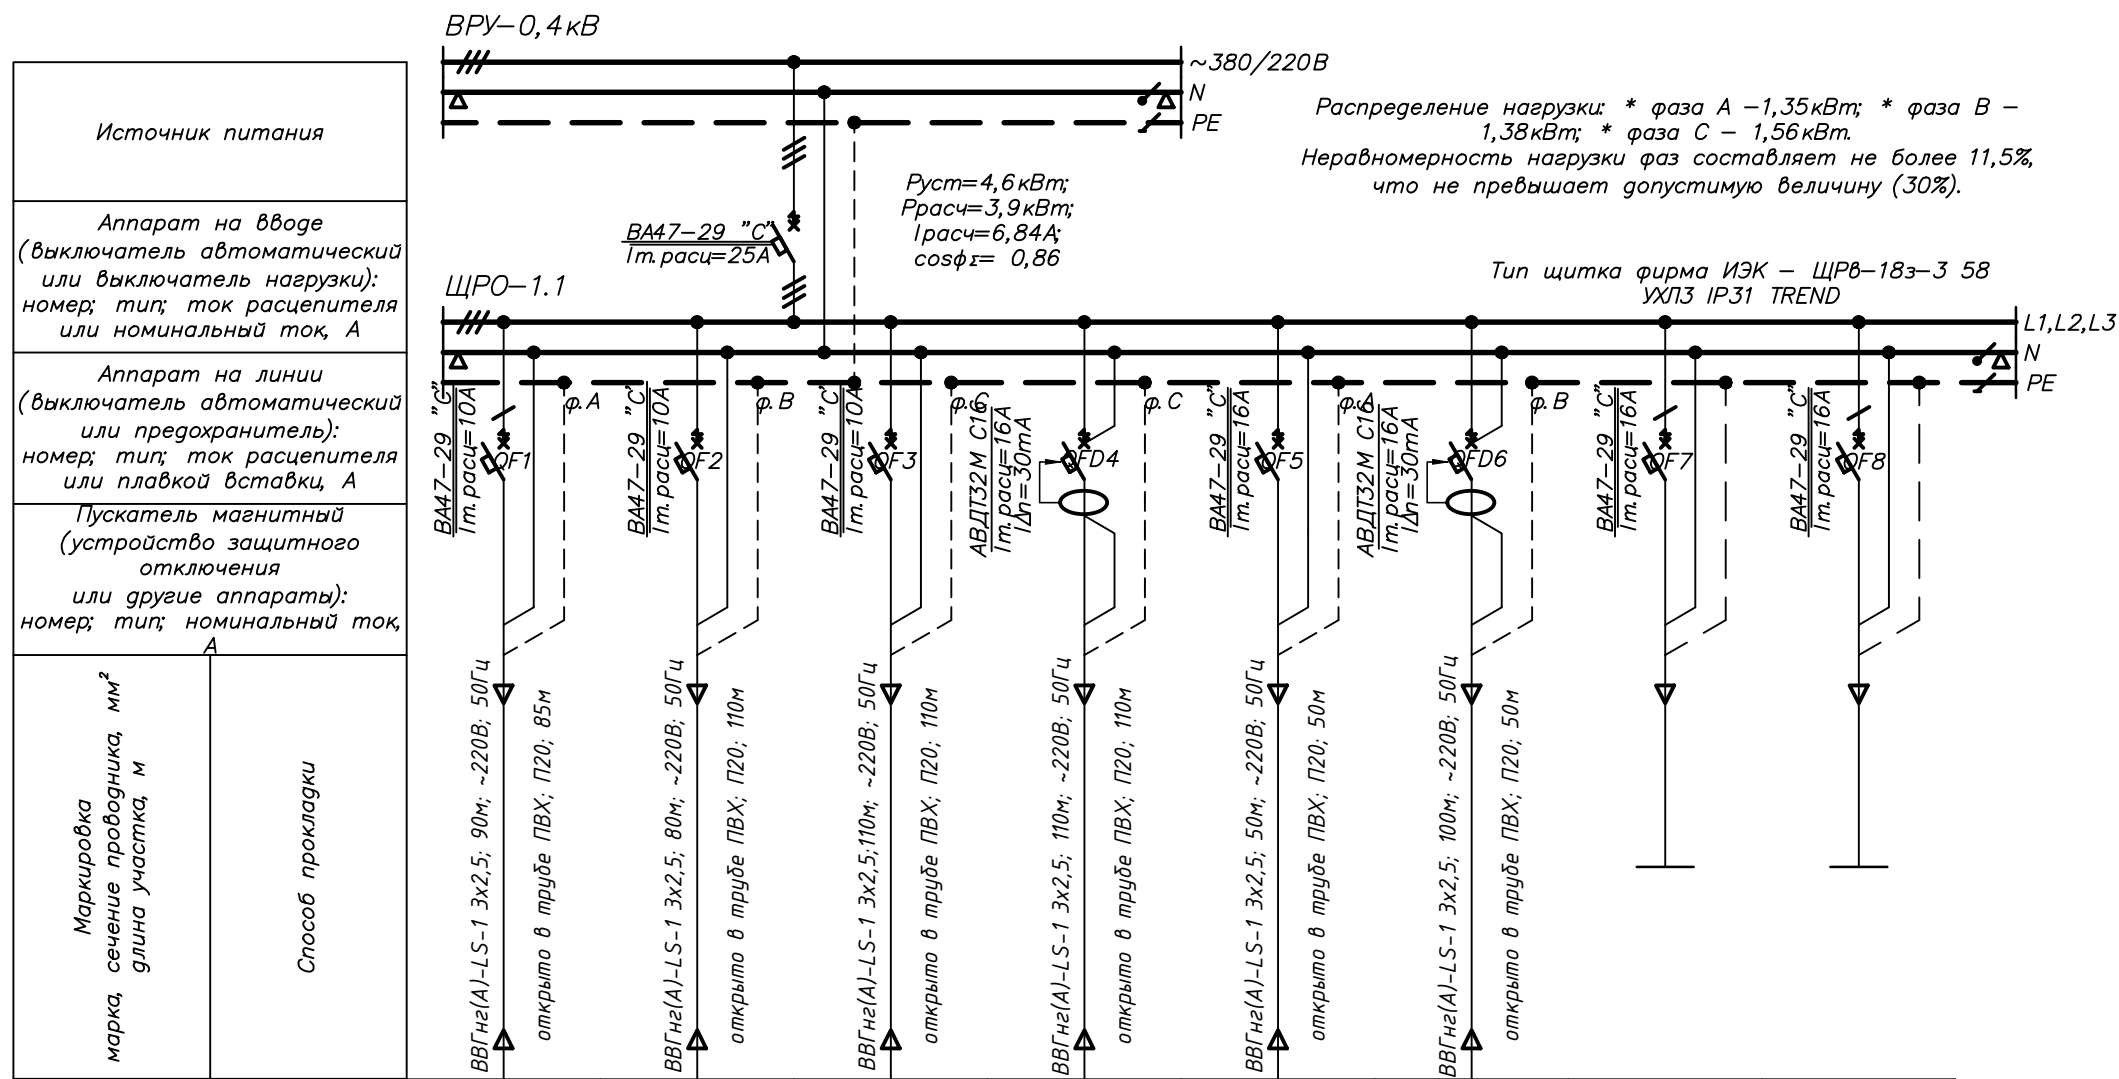 ВРУ-0,4кВ
~380/220В
N
PE
Распределение нагрузки: * фаза А -1,35кВт; * фаза В -
1,38кВт; * фаза С - 1,56кВт.
Неравномерность нагрузки фаз составляет не более 11,5%,
что не превышает допустимую величину (30%).
Руст=4,6кВт;
Ррасч=3,9кВт;
Iрасч=6,84А;
cosфΣ= 0,86
ВА47-29 "С"
Iт.расц=25А
Тип щитка фирма ИЭК - ЩРв-18з-3 58
УХЛ3 IP31 TREND
ЩРО-1.1
L1,L2,L3
N
PE
Источник питания
Аппарат на вводе
(выключатель автоматический
или выключатель нагрузки):
номер; тип; ток расцепителя
или номинальный ток, А
Аппарат на линии
(выключатель автоматический
или предохранитель):
номер; тип; ток расцепителя
или плавкой вставки, А
Пускатель магнитный
(устройство защитного
отключения
или другие аппараты):
номер; тип; номинальный ток,
А
Маркировка
марка, сечение проводника, мм²
длина участка, м
Способ прокладки
ВА47-29 "С"
Iт.расц=10А
QF1
ф.А
ВА47-29 "С"
Iт.расц=10А
QF2
ф.В
ВА47-29 "С"
Iт.расц=10А
QF3
ф.С
АВДТ32М С16
Iт.расц=16А
IΔn=30mA
QFD4
ф.С
ВА47-29 "С"
Iт.расц=16А
QF5
ф.А
АВДТ32М С16
Iт.расц=16А
IΔn=30mA
QFD6
ф.В
ВА47-29 "С"
Iт.расц=16А
QF7
ВА47-29 "С"
Iт.расц=16А
QF8
ВВГнг(А)-LS-1 3х2,5; 90м; ~220В; 50Гц
открыто в трубе ПВХ; П20; 85м
ВВГнг(А)-LS-1 3х2,5; 80м; ~220В; 50Гц
открыто в трубе ПВХ; П20; 110м
ВВГнг(А)-LS-1 3х2,5;110м; ~220В; 50Гц
открыто в трубе ПВХ; П20; 110м
ВВГнг(А)-LS-1 3х2,5; 110м; ~220В; 50Гц
открыто в трубе ПВХ; П20; 110м
ВВГнг(А)-LS-1 3х2,5; 50м; ~220В; 50Гц
открыто в трубе ПВХ; П20; 50м
ВВГнг(А)-LS-1 3х2,5; 100м; ~220В; 50Гц
открыто в трубе ПВХ; П20; 50м